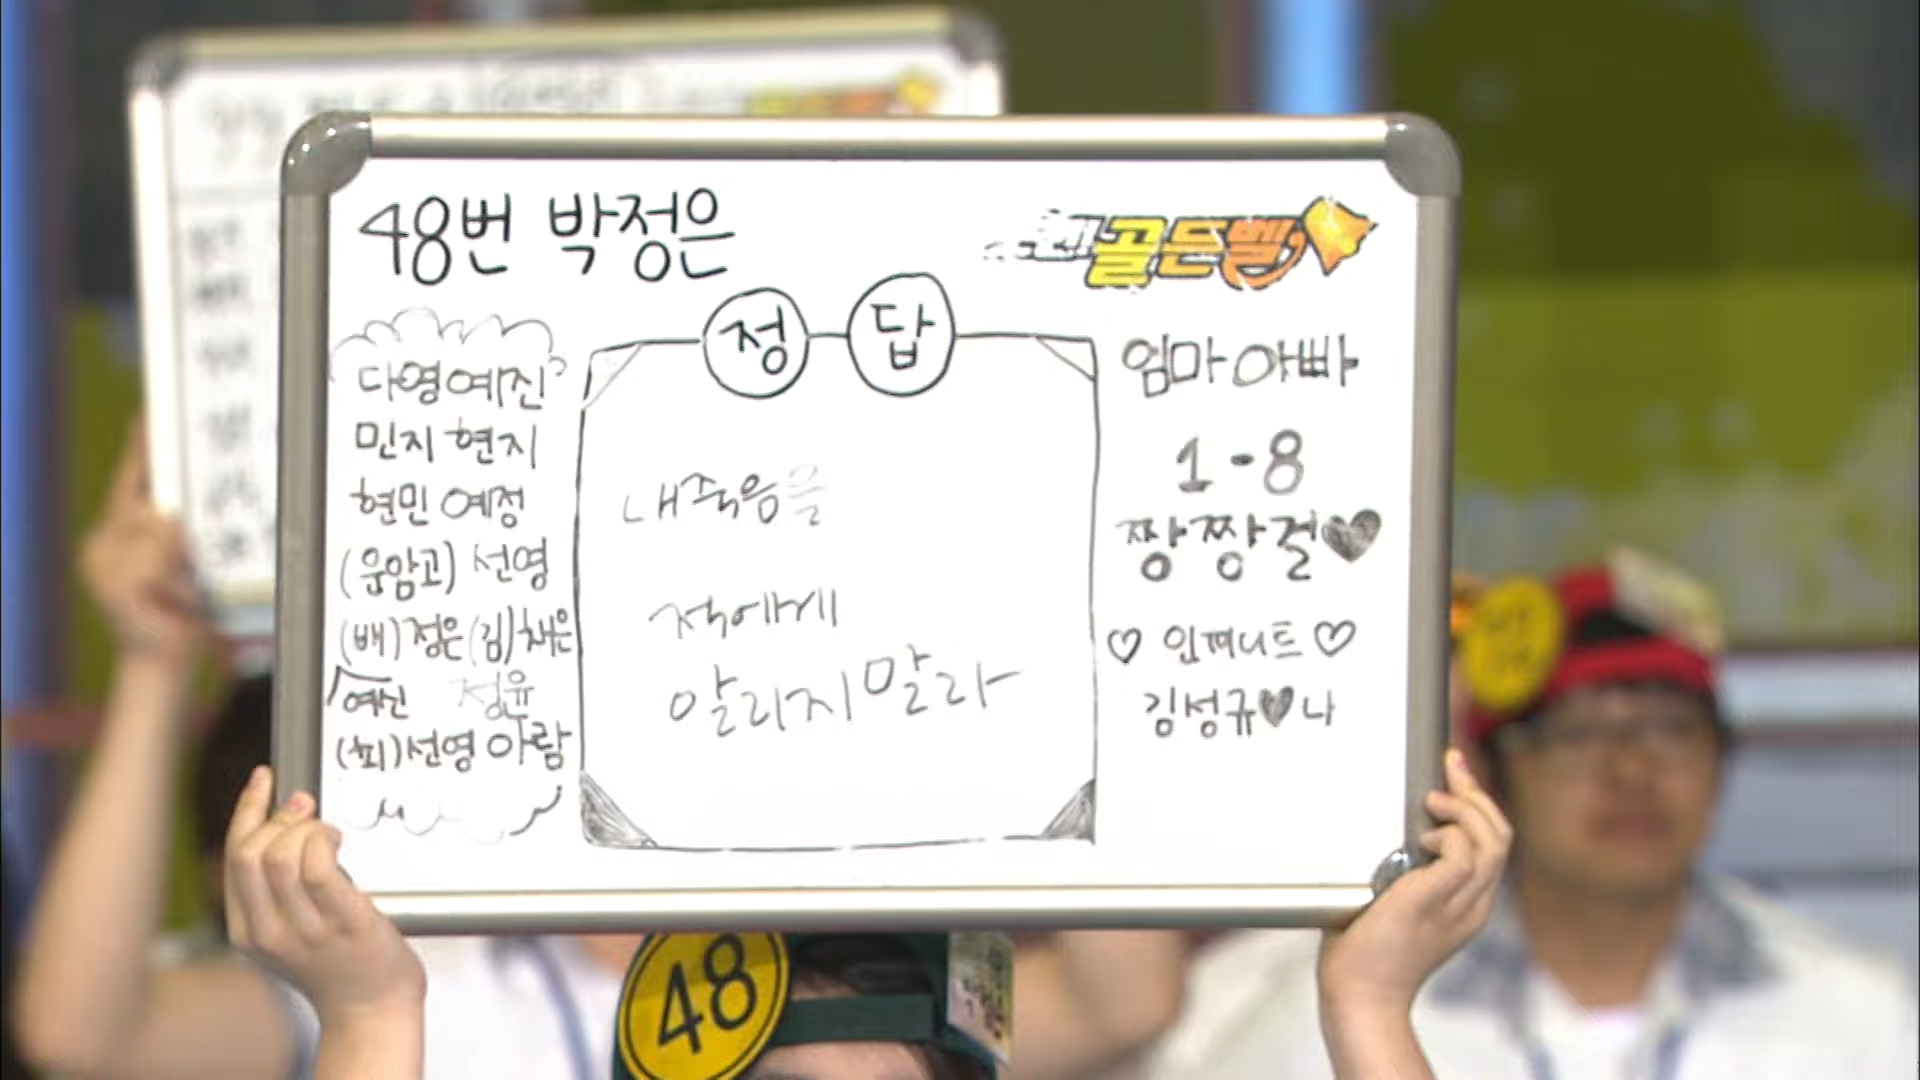 48번 박정은
골든벨
정답
다영 예진
민지 현지
현민 예정
(운암고) 선영
(배)정은 (김)채은
예신 정유
(최)선영 아람
내죽음을
적에게
알리지말라
엄마 아빠
1-8
짱짱걸♥
♡ 인피니트 ♡
김성규♥나
48